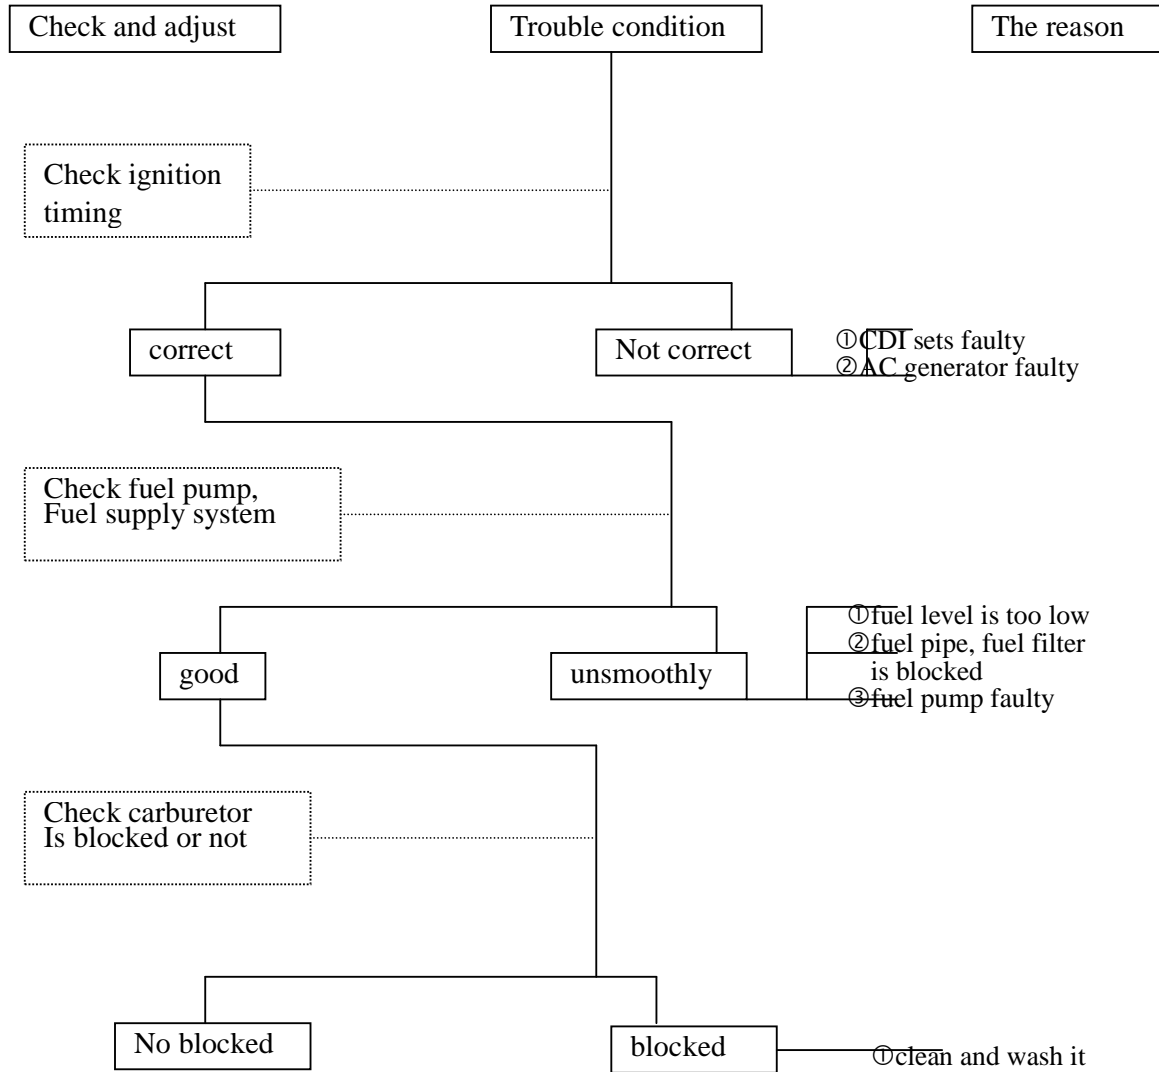 Check and adjust
Trouble condition
The reason
Check ignition
timing
correct
Not correct
①CDI sets faulty
②AC generator faulty
Check fuel pump,
Fuel supply system
good
unsmoothly
①fuel level is too low
②fuel pipe, fuel filter
is blocked
③fuel pump faulty
Check carburetor
Is blocked or not
No blocked
blocked
①clean and wash it